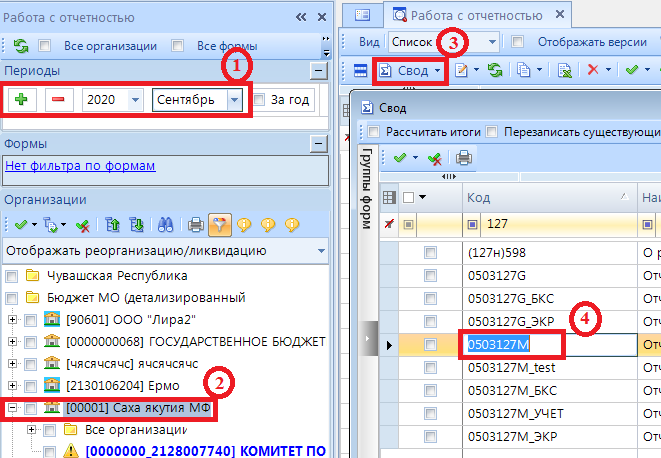 Работа с отчетностью
Все организации
Все формы
Периоды
1
2020
Сентябрь
За год
Формы
Нет фильтра по формам
Организации
Отображать реорганизацию/ликвидацию
Чувашская Республика
Бюджет МО (детализированный
[90601] ООО "Лира2"
[0000000068] ГОСУДАРСТВЕННОЕ БЮДЖЕТ
[чясячсячс] ячсячсячс
[2130106204] Ермо
2
[00001] Саха якутия МФ
Все организации
[0000000_2128007740] КОМИТЕТ ПО
Работа с отчетностью
Вид
Список
3
Отображать версии
Свод
Свод
Рассчитать итоги
Перезаписать существующи
Группы форм
Код
Наи
127
(127н)598
О р
0503127G
Отч
0503127G_БКС
Отч
0503127G_ЭКР
Отч
4
0503127M
Отч
0503127M_test
Отч
0503127M_БКС
Отч
0503127M_УЧЕТ
Отч
0503127M_ЭКР
Отч